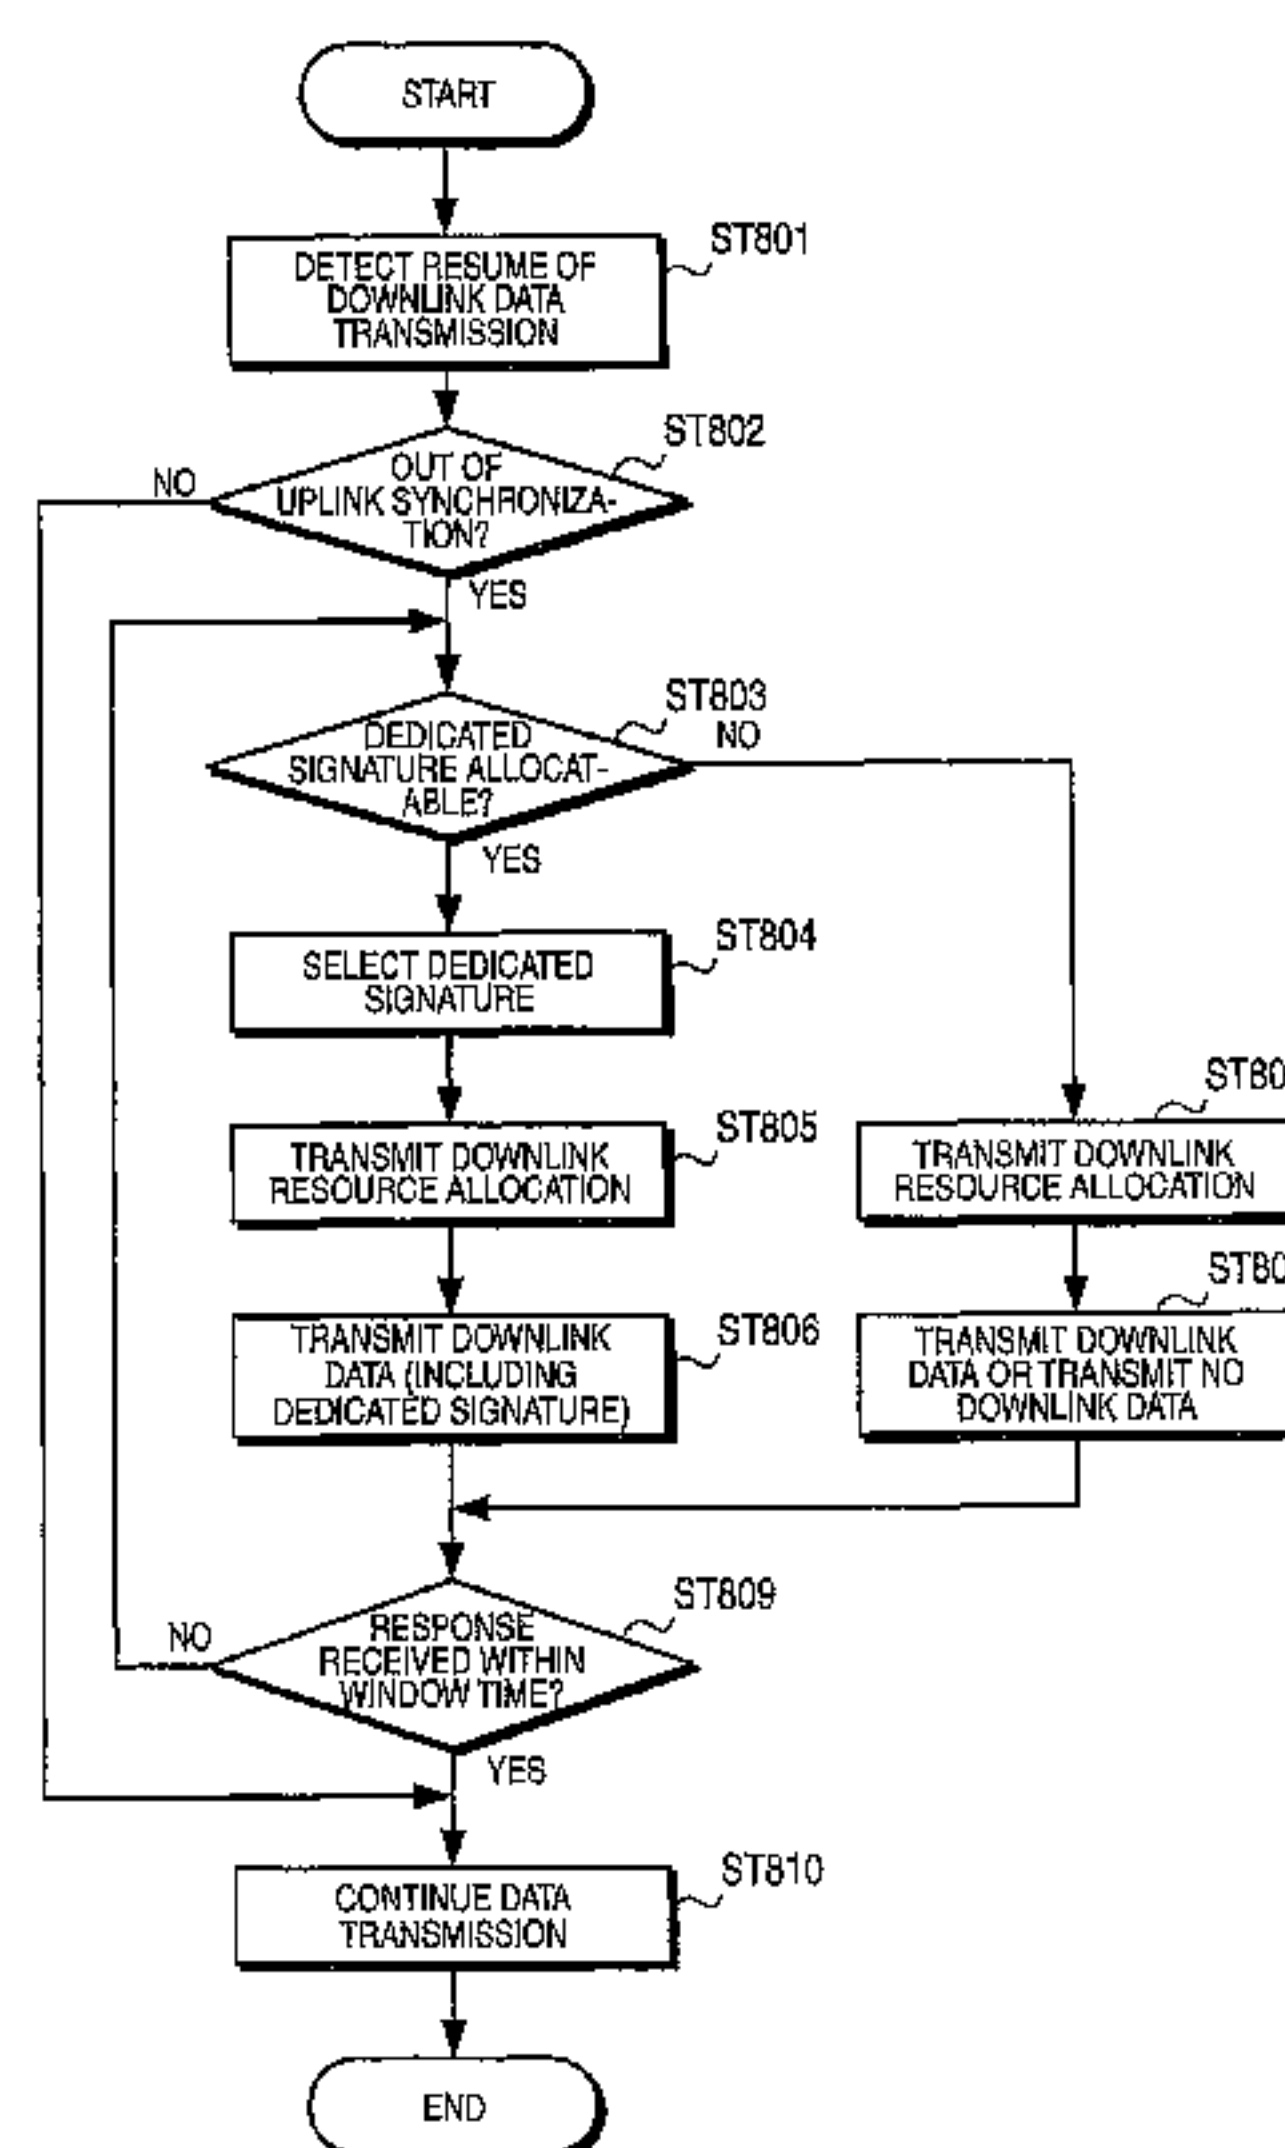 START
ST801
DETECT RESUME OF
DOWNLINK DATA
TRANSMISSION
ST802
OUT OF
UPLINK SYNCHRONIZA-
TION?
NO
YES
ST803
DEDICATED
SIGNATURE ALLOCAT-
ABLE?
NO
YES
ST804
SELECT DEDICATED
SIGNATURE
ST805
TRANSMIT DOWNLINK
RESOURCE ALLOCATION
ST80
TRANSMIT DOWNLINK
RESOURCE ALLOCATION
ST806
TRANSMIT DOWNLINK
DATA (INCLUDING
DEDICATED SIGNATURE)
ST80
TRANSMIT DOWNLINK
DATA OR TRANSMIT NO
DOWNLINK DATA
ST809
RESPONSE
RECEIVED WITHIN
WINDOW TIME?
NO
YES
ST810
CONTINUE DATA
TRANSMISSION
END